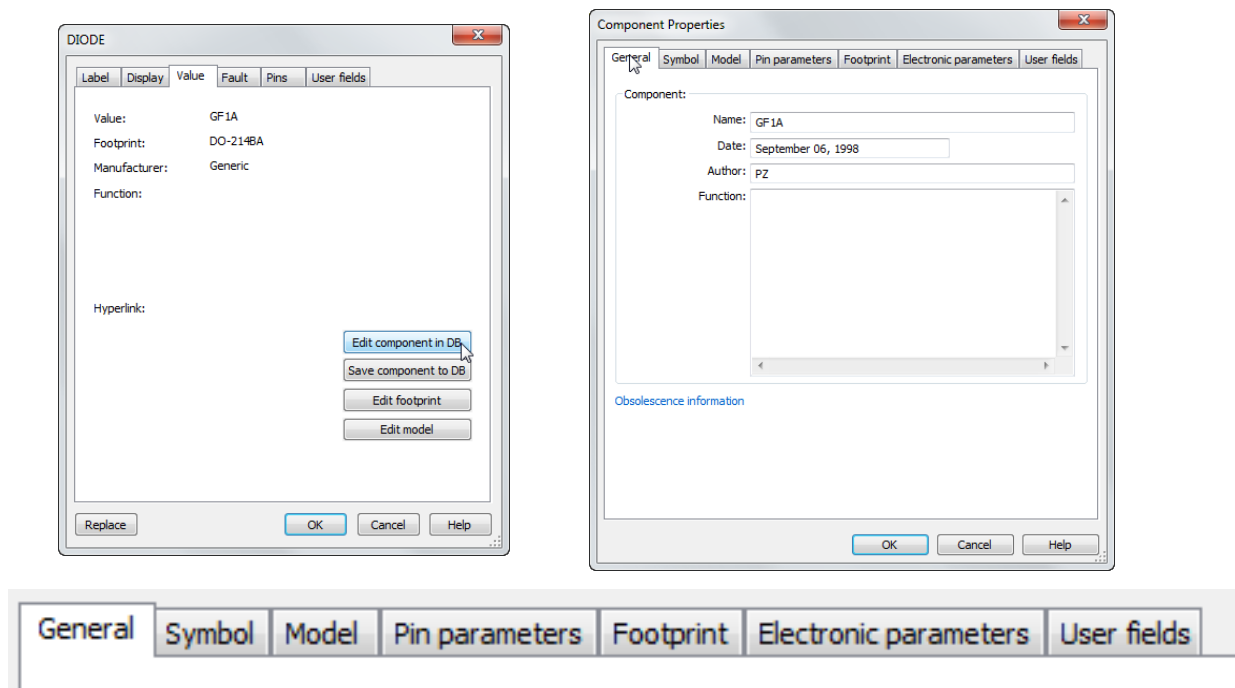 DIODE
Label Display Value Fault Pins User fields
Value: GF1A
Footprint: DO-214BA
Manufacturer: Generic
Function:
Hyperlink:
Edit component in DB
Save component to DB
Edit footprint
Edit model
Replace OK Cancel Help
Component Properties
General Symbol Model Pin parameters Footprint Electronic parameters User fields
Component:
Name: GF1A
Date: September 06, 1998
Author: PZ
Function:
Obsolescence information
OK Cancel Help
General Symbol Model Pin parameters Footprint Electronic parameters User fields